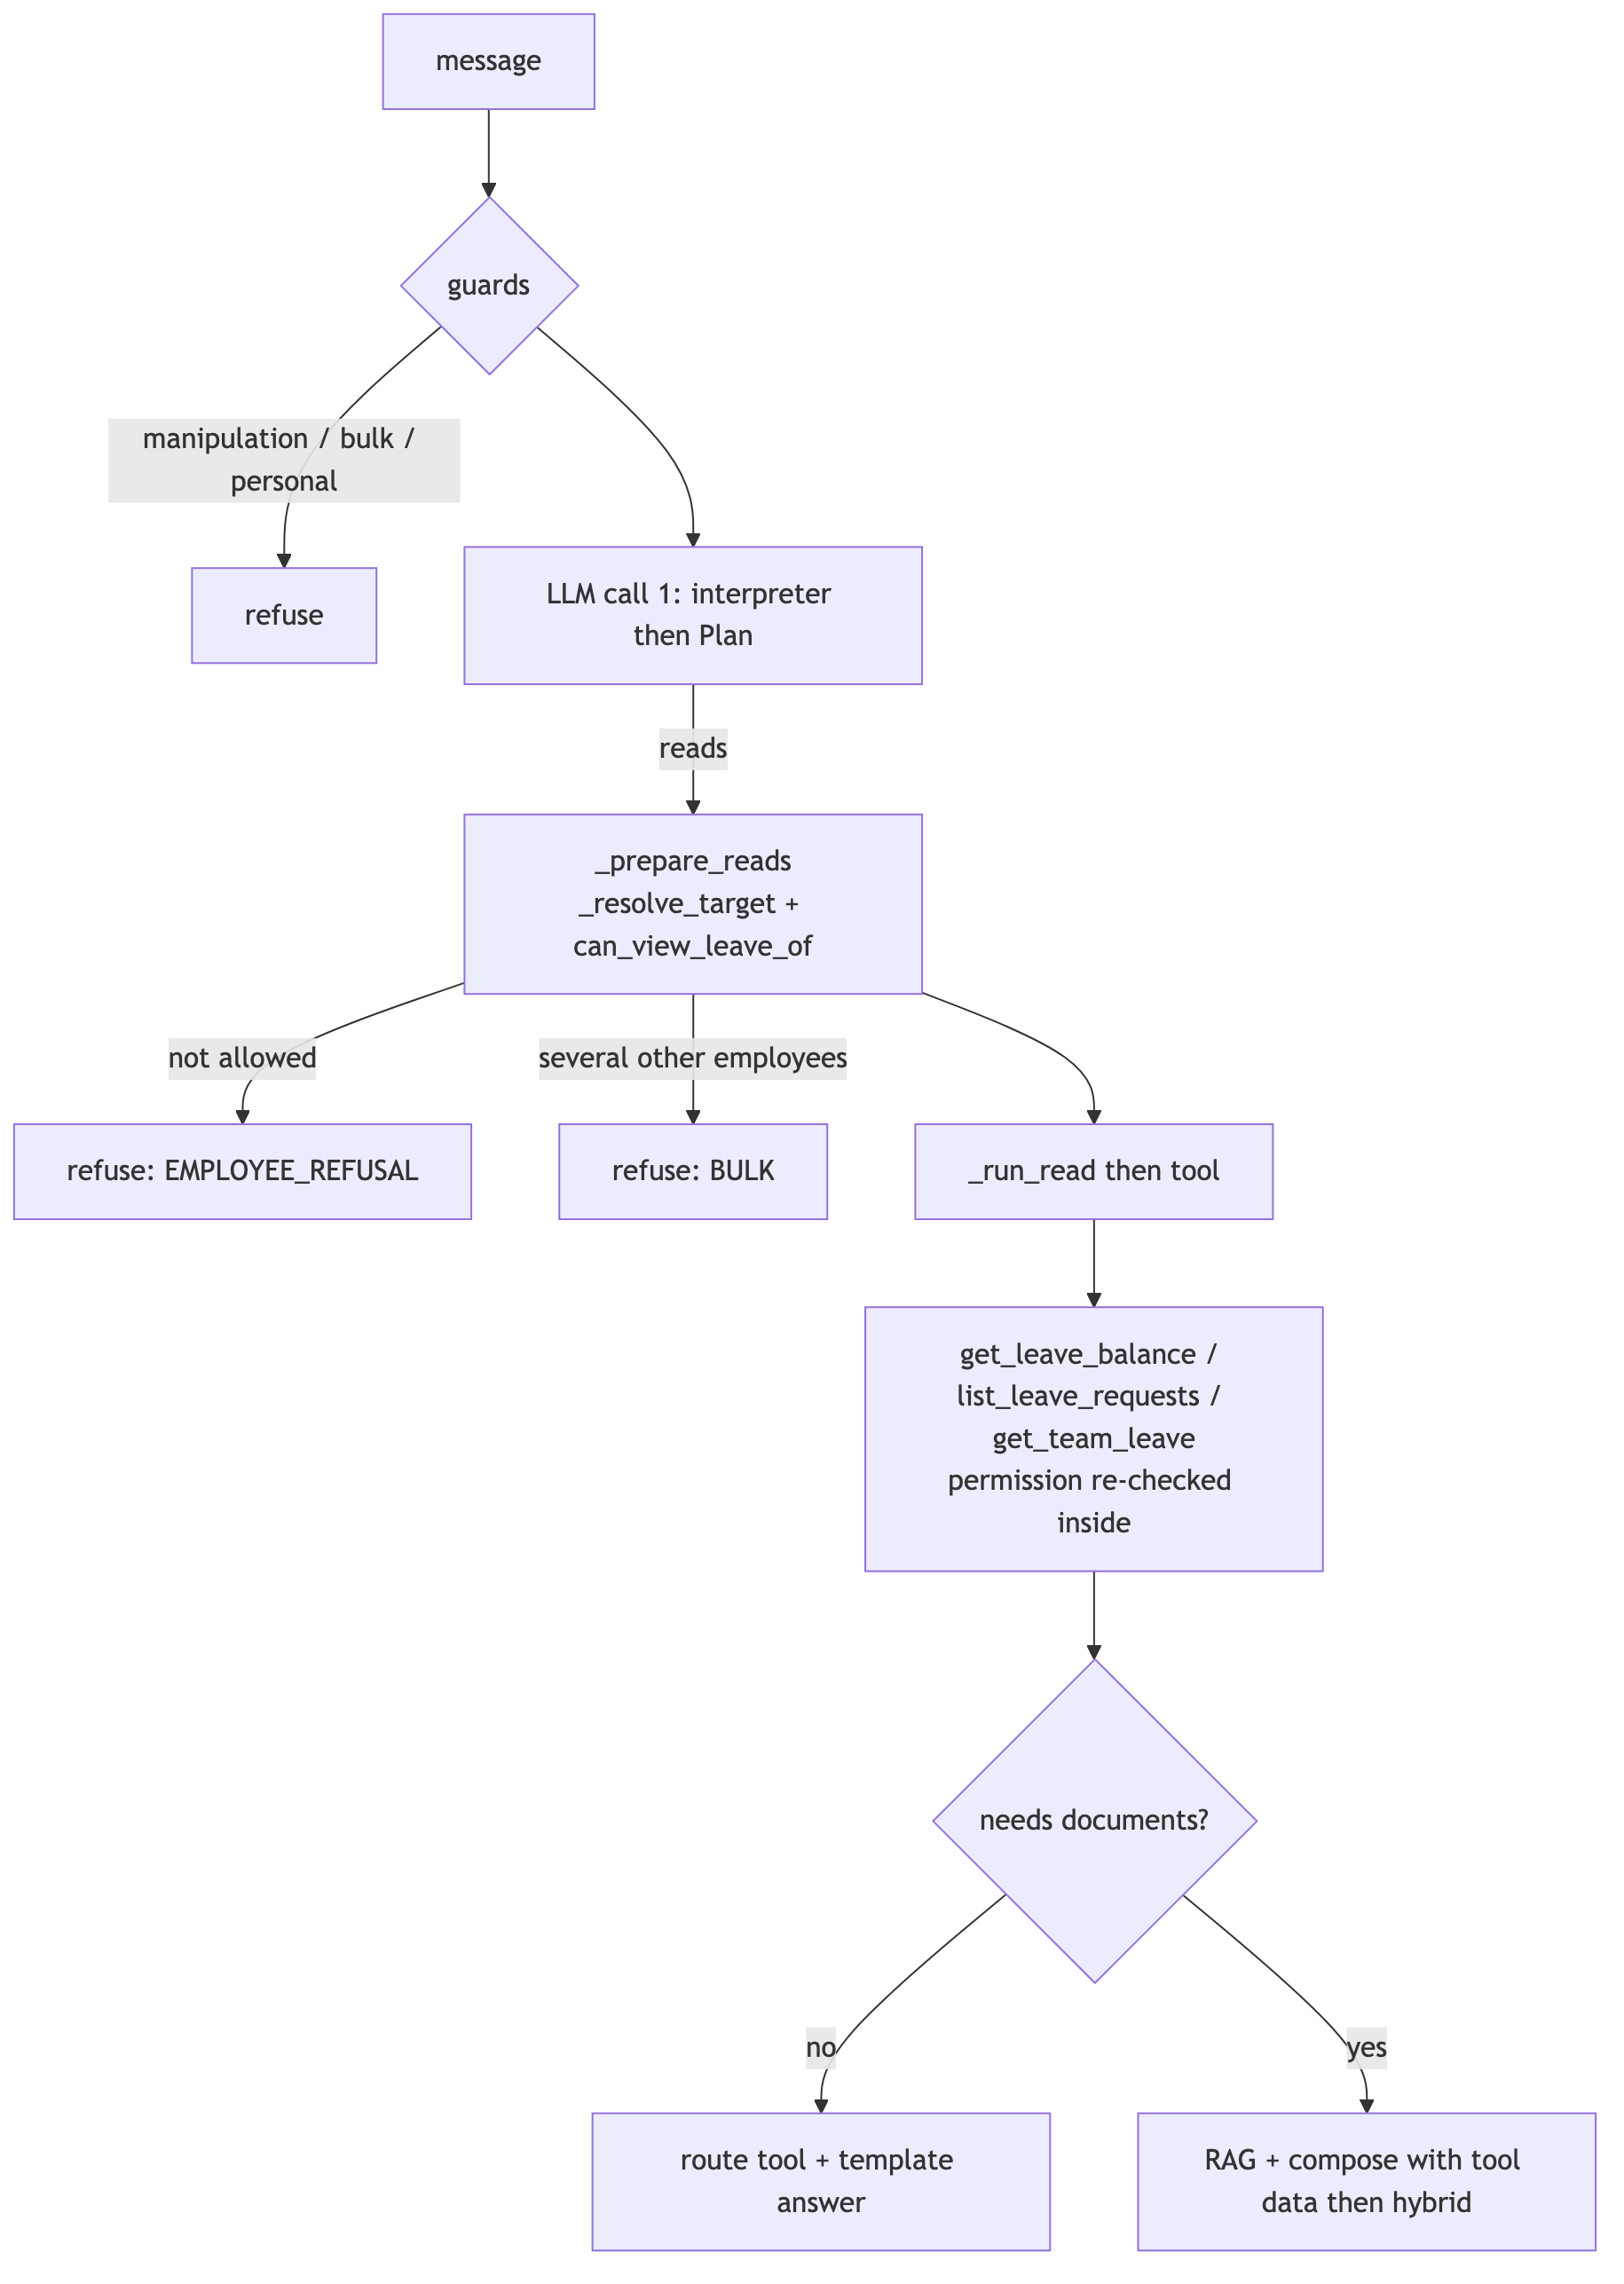 message
guards
manipulation / bulk /
personal
refuse
LLM call 1: interpreter
then Plan
reads
_prepare_reads
_resolve_target +
can_view_leave_of
not allowed
several other employees
refuse: EMPLOYEE_REFUSAL
refuse: BULK
_run_read then tool
get_leave_balance /
list_leave_requests /
get_team_leave
permission re-checked
inside
needs documents?
no
yes
route tool + template
answer
RAG + compose with tool
data then hybrid